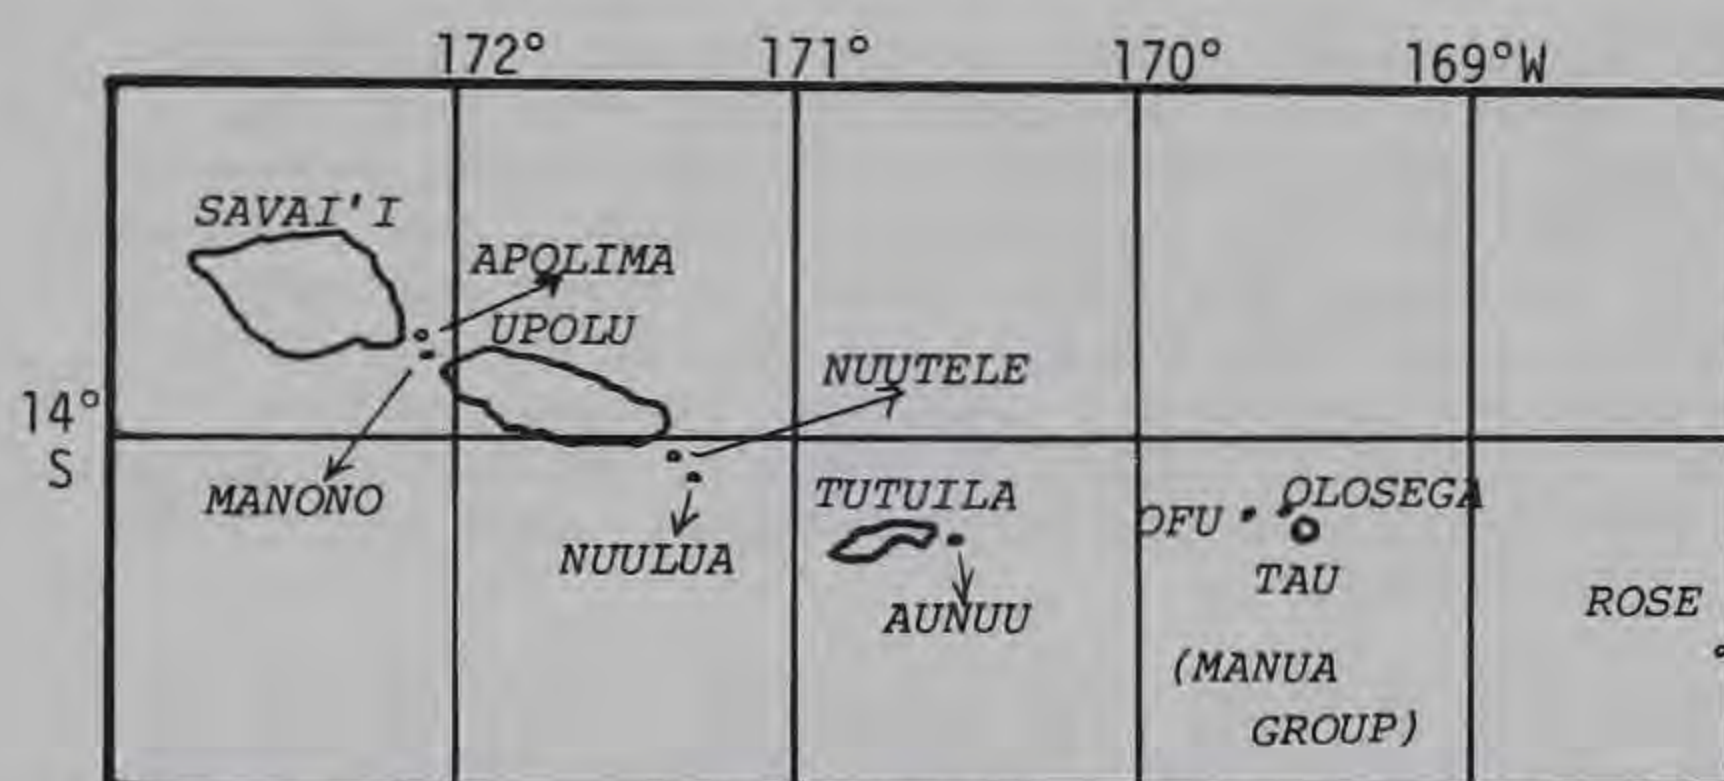 172° 171° 170° 169°W
SAVAI'I
APOLIMA
UPOLU
NUUTELE
14°
S
MANONO
TUTUILA
OLOSEGA
OFU
NUULUA
TAU
AUNUU
ROSE
(MANUA
GROUP)